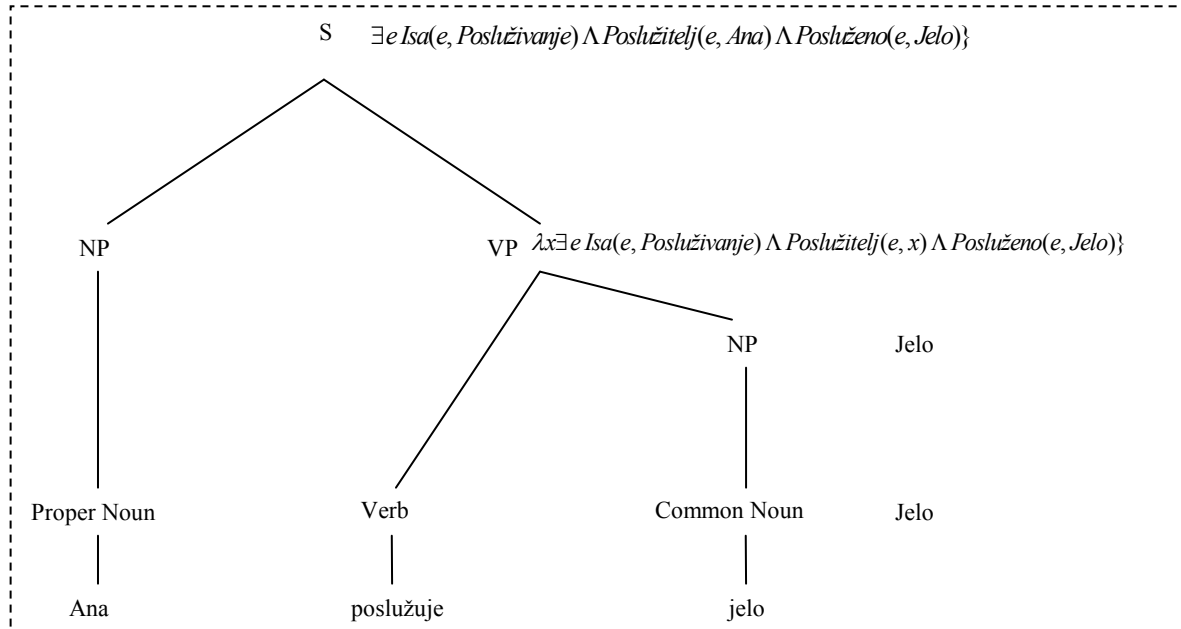 S ∃e Isa(e, Posluživanje) Λ Poslužitelj(e, Ana) Λ Posluženo(e, Jelo)}
NP VP λx∃e Isa(e, Posluživanje) Λ Poslužitelj(e, x) Λ Posluženo(e, Jelo)}
NP Jelo
Proper Noun Verb Common Noun Jelo
Ana poslužuje jelo